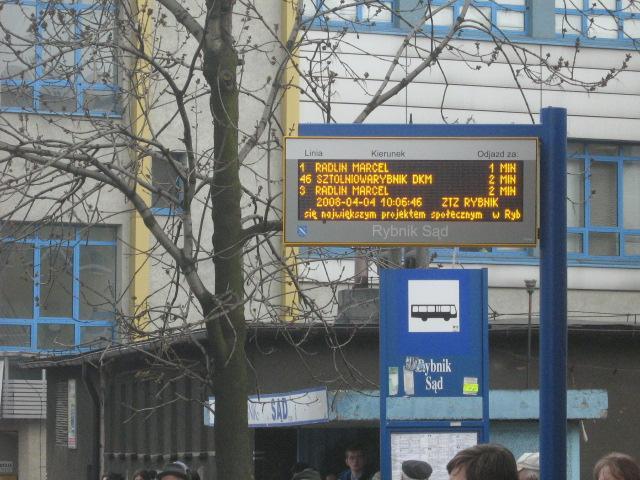 Linia Kierunek Odjazd za:
1 RADLIN MARCEL 1 MIN
46 SZTOLNIOWARYBNIK DKM 2 MIN
3 RADLIN MARCEL 2 MIN
2008-04-04 10:06:46 ZTZ RYBNIK
się największym projektem społecznym w Ryb
Rybnik Sąd
Rybnik
Sąd
SĄD